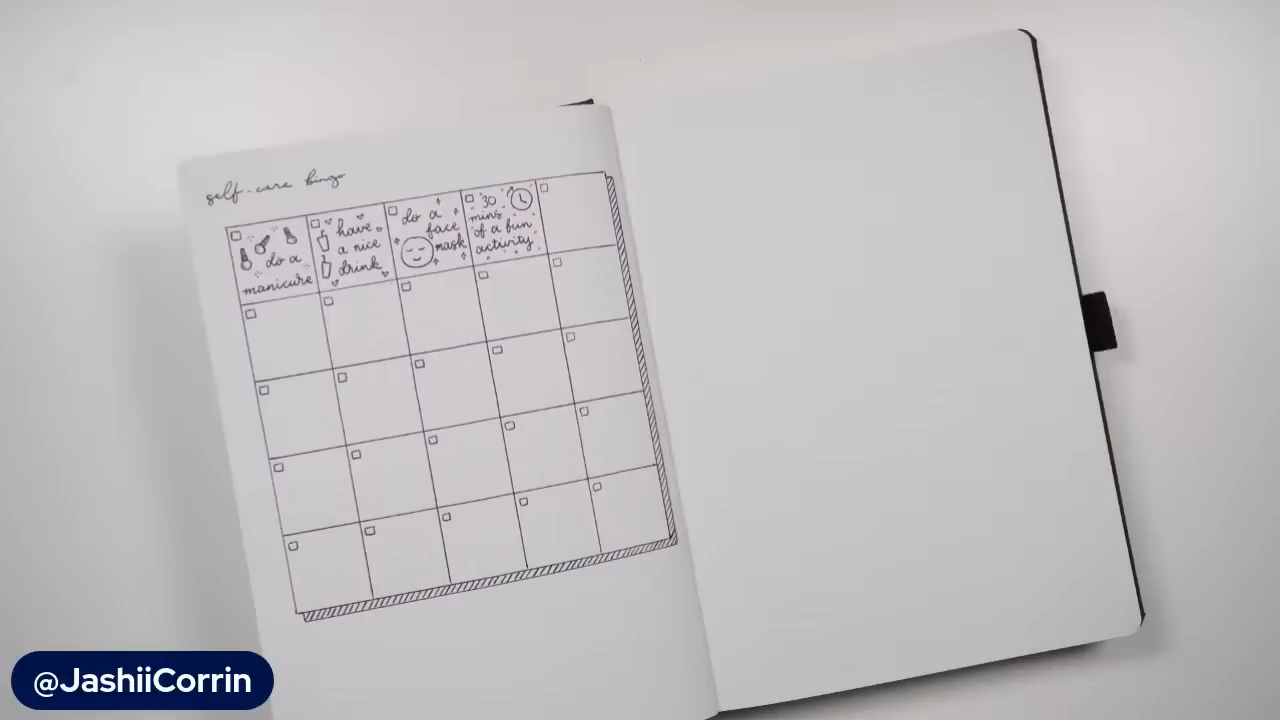 self-care bingo
do a
manicure
have
a nice
drink
do a
face
mask
30
mins
of a fun
activity
@JashiiCorrin